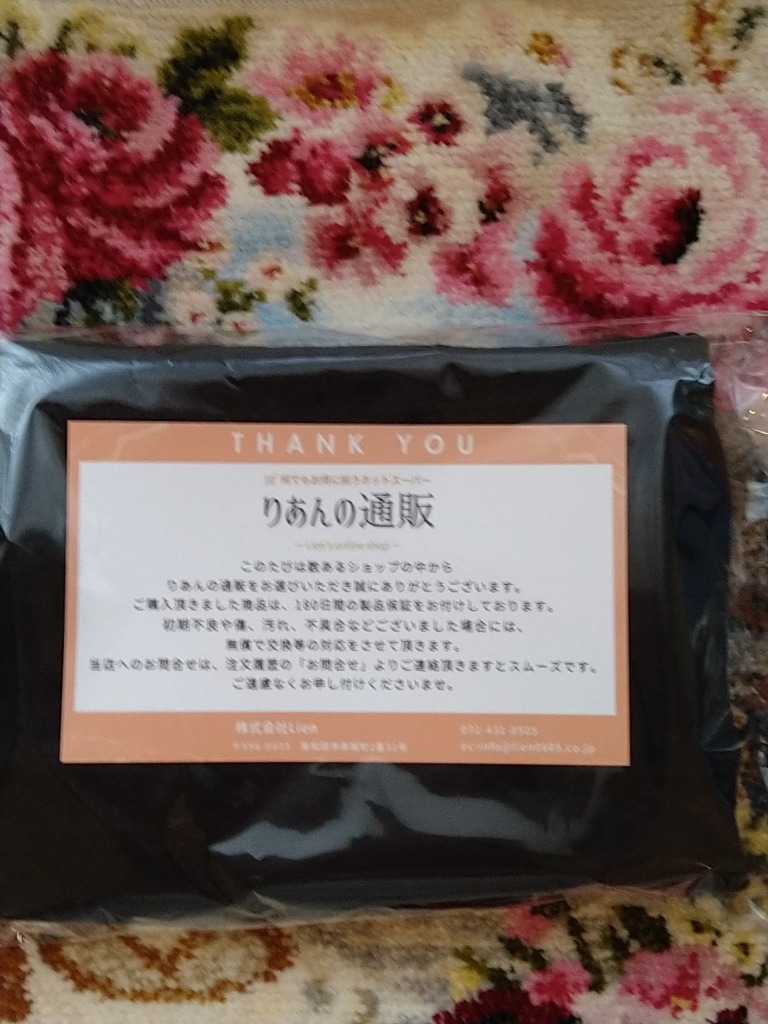 THANK YOU
何でもお得に揃うネットスーパー
りあんの通販
─ Lien's online shop ─
このたびは数あるショップの中から
りあんの通販をお選びいただき誠にありがとうございます。
ご購入頂きました商品は、180日間の製品保証をお付けしております。
初期不良や傷、汚れ、不具合などございました場合には、
無償で交換等の対応をさせて頂きます。
当店へのお問合せは、注文履歴の「お問合せ」よりご連絡頂きますとスムーズです。
ご遠慮なくお申し付けくださいませ。
株式会社Lien